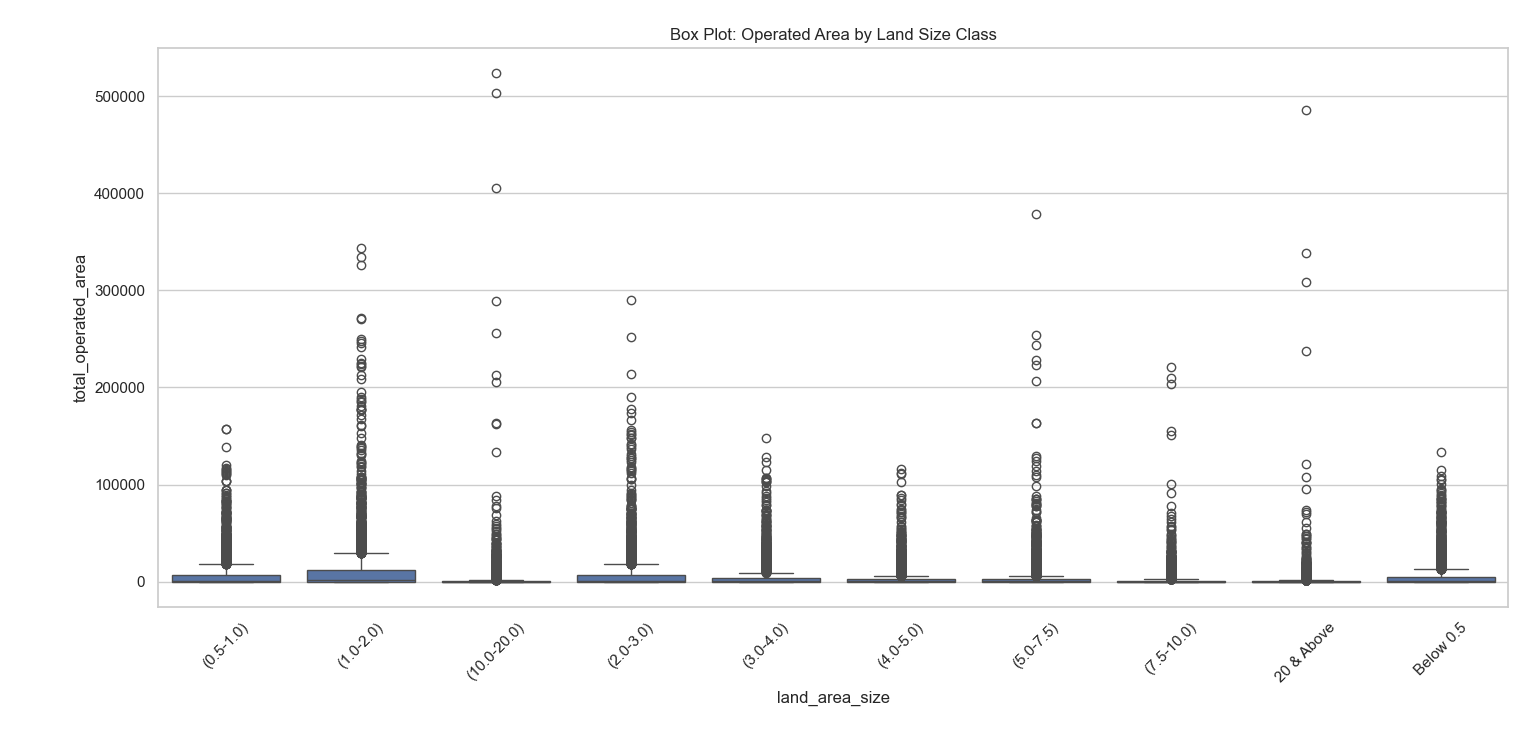 Box Plot: Operated Area by Land Size Class
total_operated_area
500000
400000
300000
200000
100000
0
(0.5-1.0)
(1.0-2.0)
(10.0-20.0)
(2.0-3.0)
(3.0-4.0)
(4.0-5.0)
(5.0-7.5)
(7.5-10.0)
20 & Above
Below 0.5
land_area_size